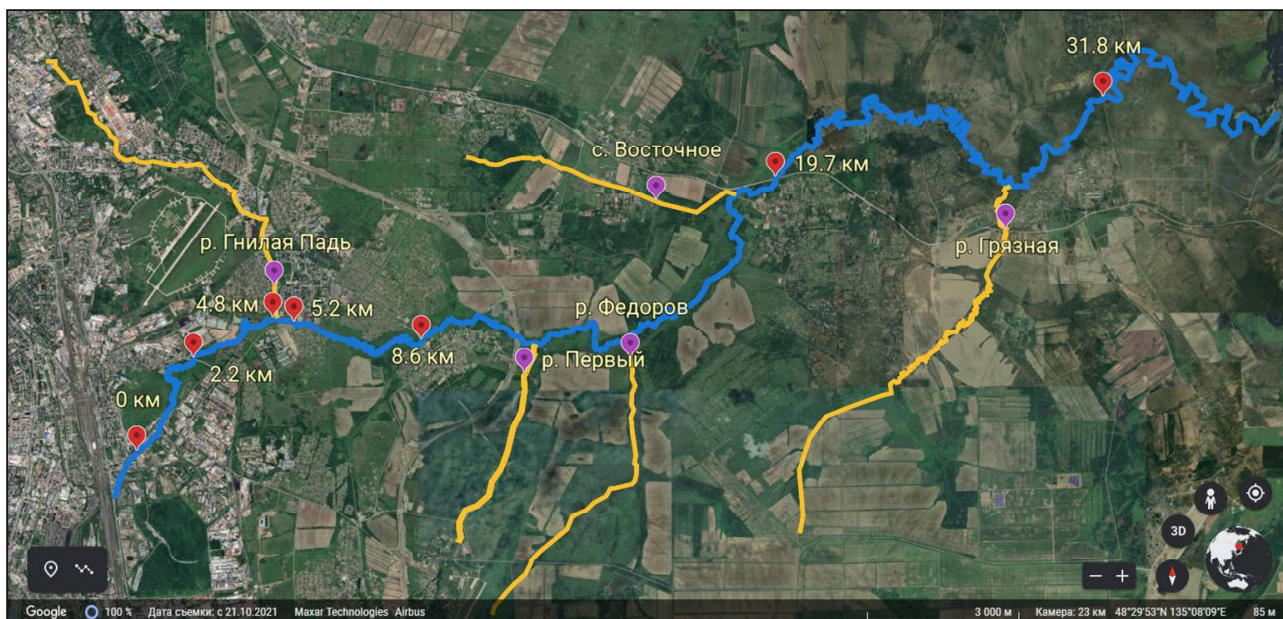 31.8 км
с. Восточное
19.7 км
р. Гнилая Падь
р. Грязная
4.8 км
5.2 км
р. Федоров
8.6 км
р. Первый
2.2 км
0 км
3D
Google
100 %
Дата съемки: с 21.10.2021
Maxar Technologies Airbus
3 000 м
Камера: 23 км
48°29'53"N 135°08'09"E
85 м